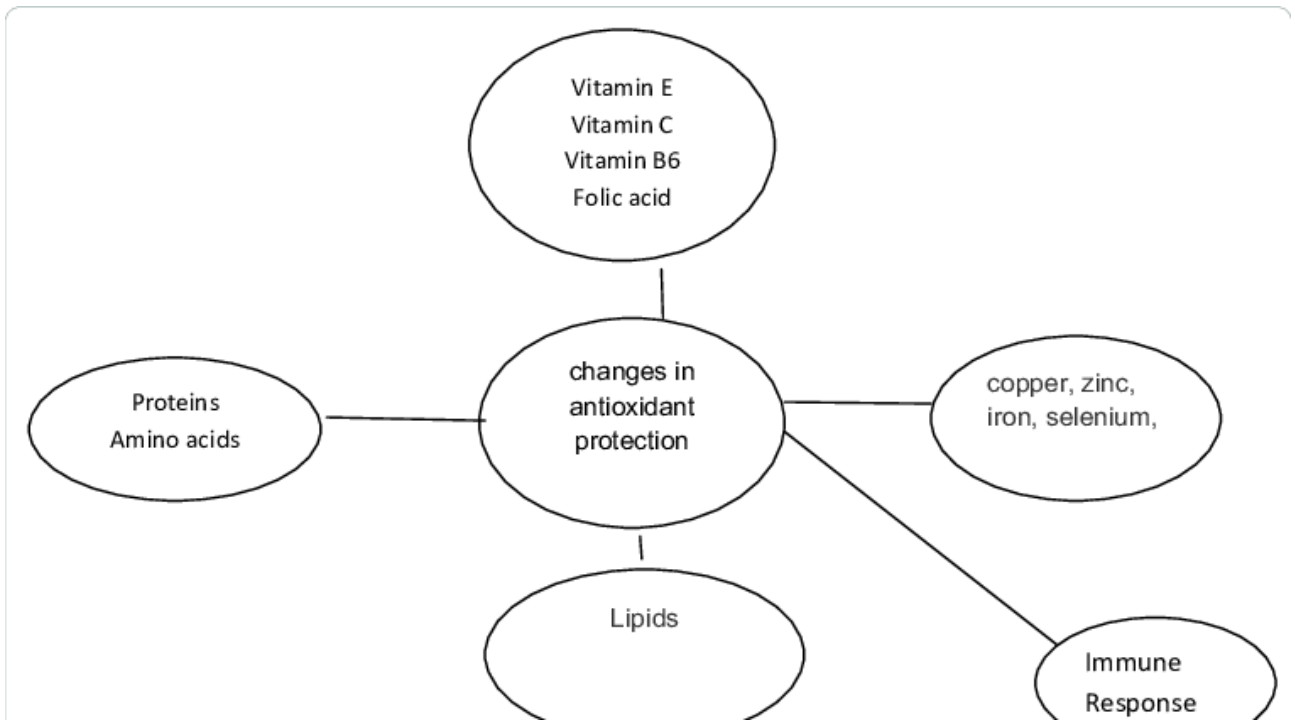 Vitamin E
Vitamin C
Vitamin B6
Folic acid
changes in
antioxidant
protection
Proteins
Amino acids
copper, zinc,
iron, selenium,
Lipids
Immune
Response